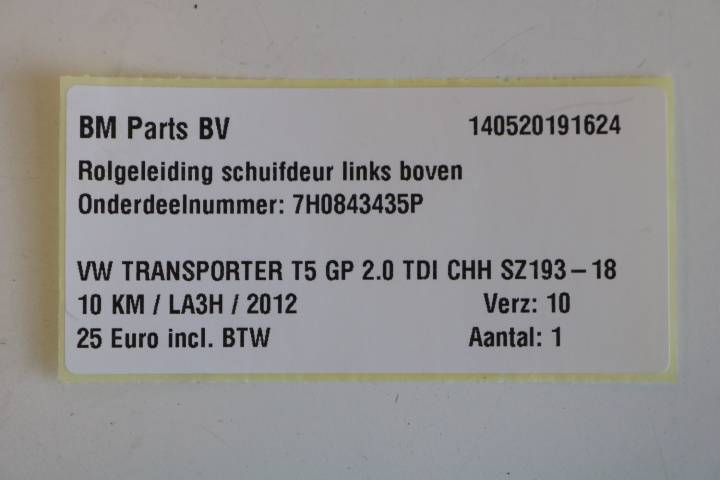 BM Parts BV 140520191624
Rolgeleiding schuifdeur links boven
Onderdeelnummer: 7H0843435P
VW TRANSPORTER T5 GP 2.0 TDI CHH SZ193-18
10 KM / LA3H / 2012 Verz: 10
25 Euro incl. BTW Aantal: 1